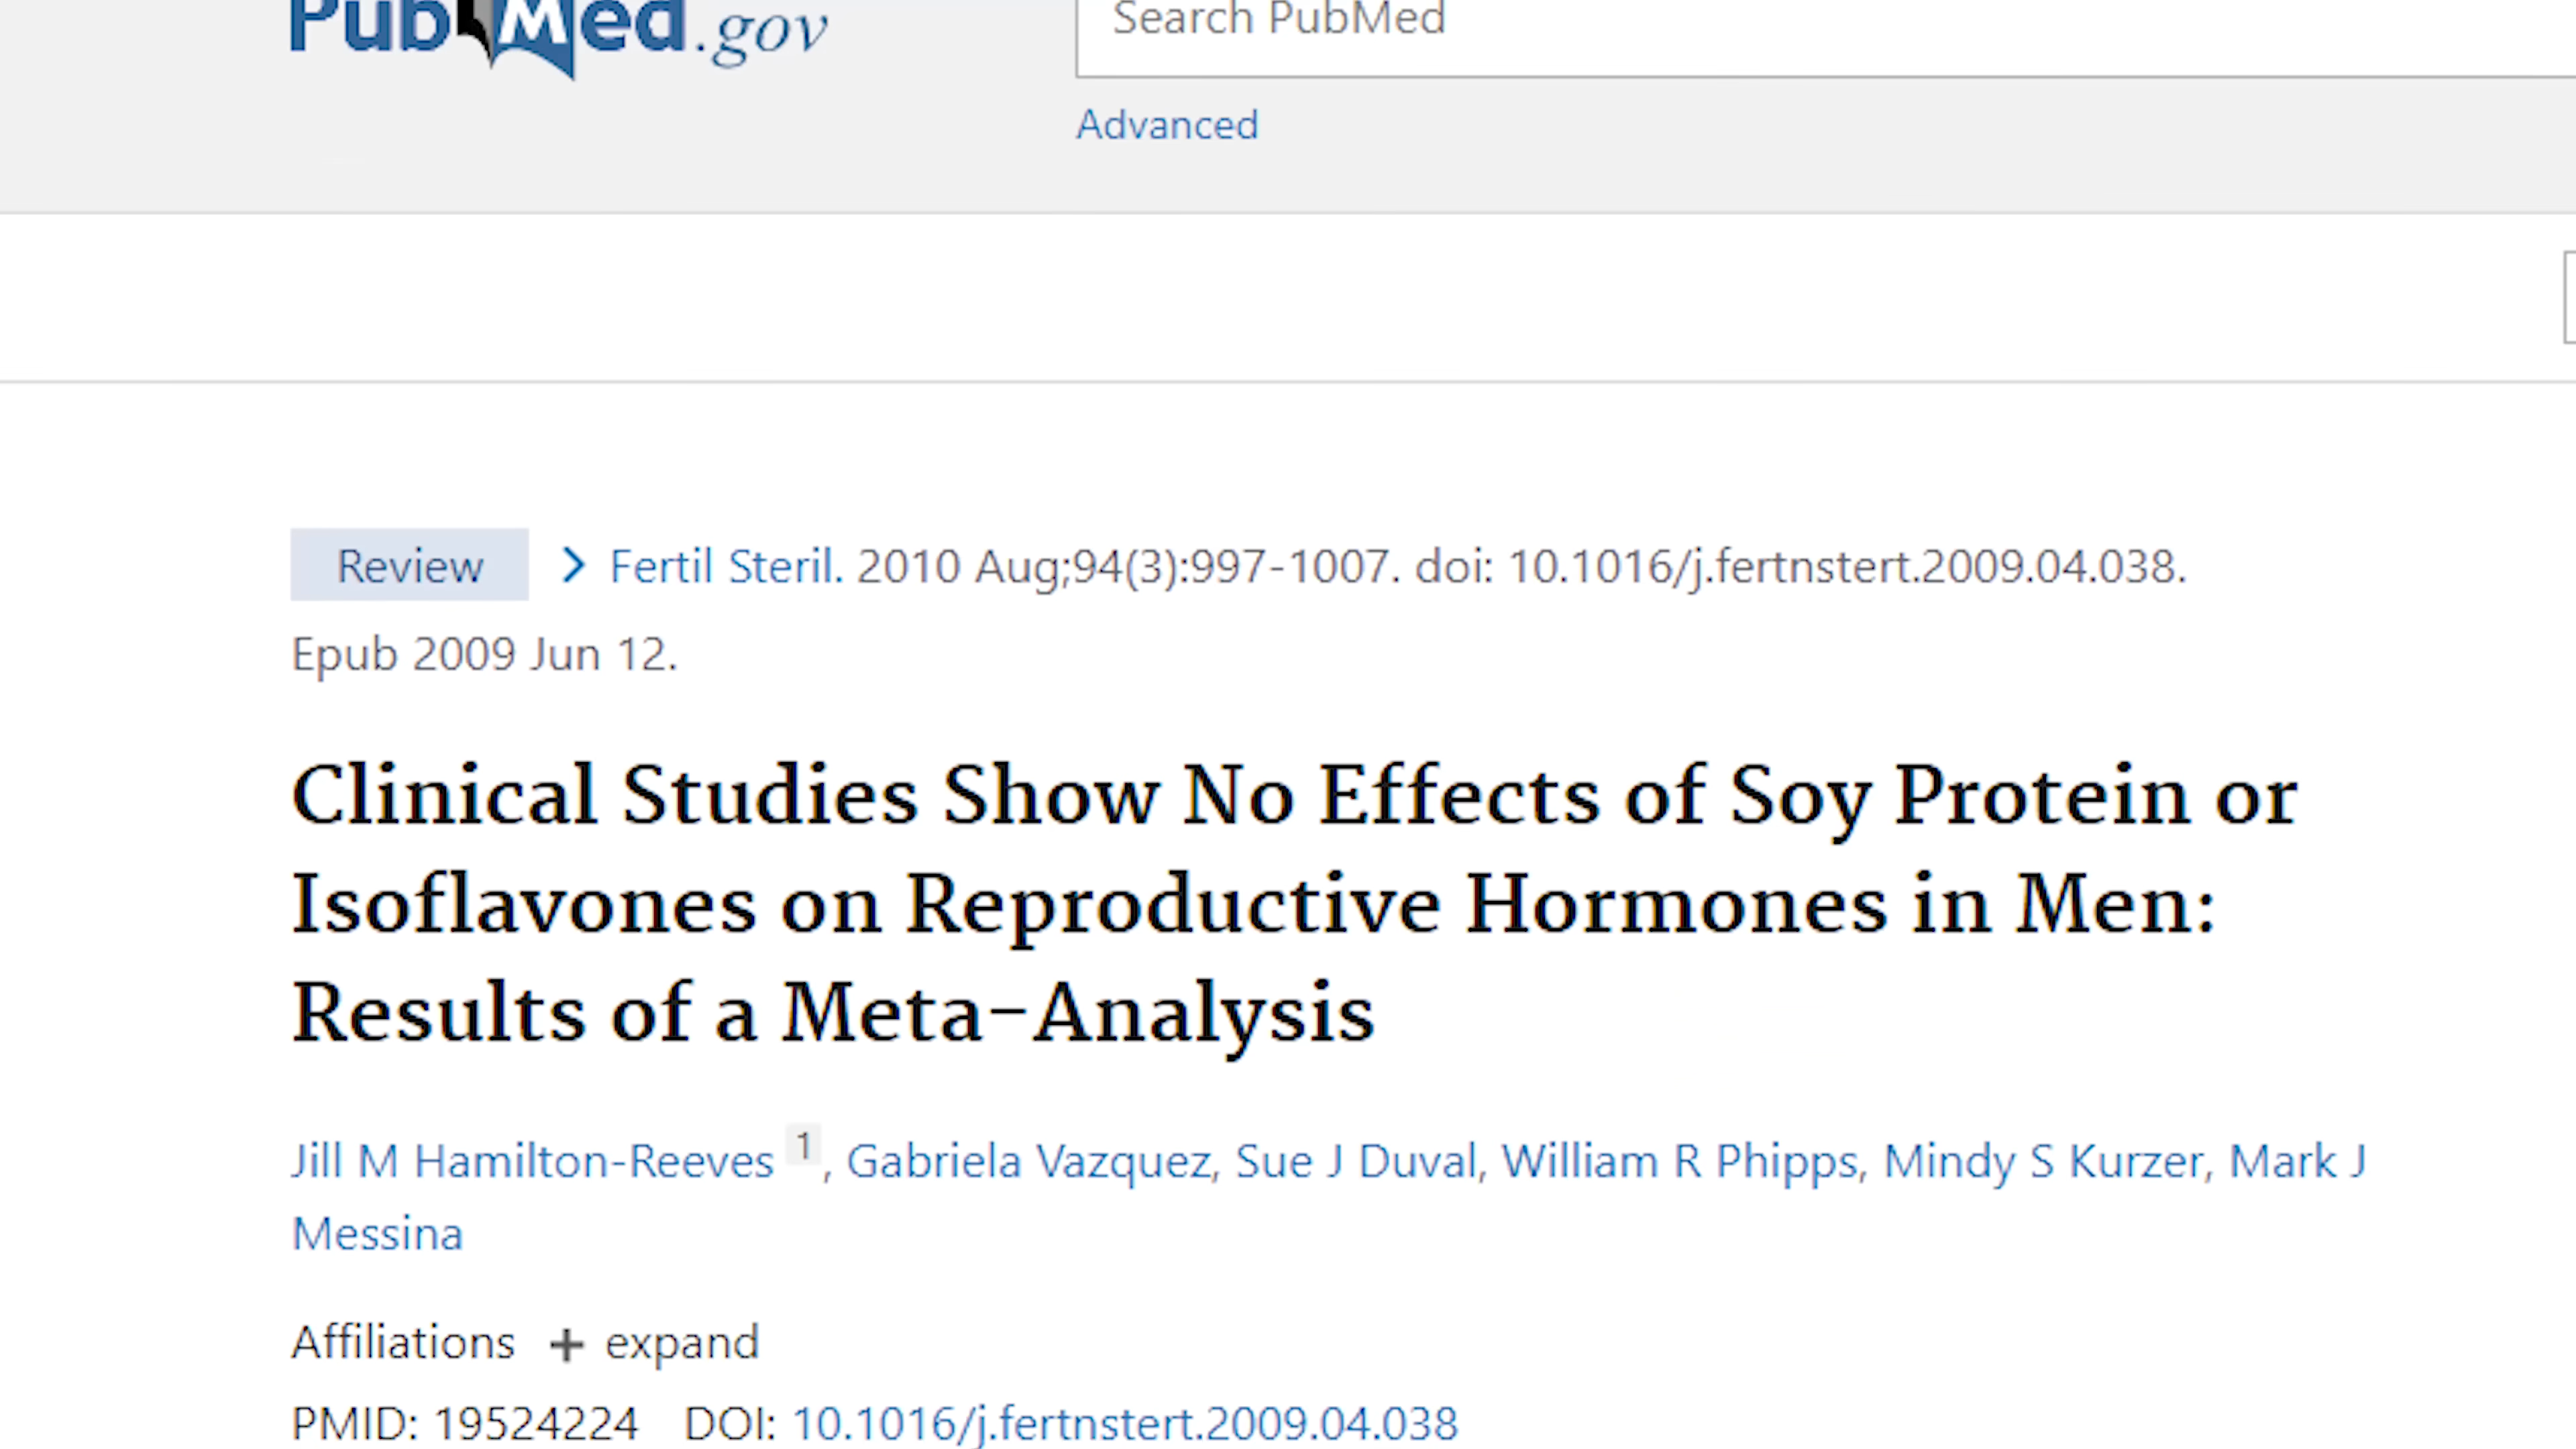 PubMed.gov
Search PubMed
Advanced
Review > Fertil Steril. 2010 Aug;94(3):997-1007. doi: 10.1016/j.fertnstert.2009.04.038.
Epub 2009 Jun 12.
Clinical Studies Show No Effects of Soy Protein or
Isoflavones on Reproductive Hormones in Men:
Results of a Meta-Analysis
Jill M Hamilton-Reeves 1, Gabriela Vazquez, Sue J Duval, William R Phipps, Mindy S Kurzer, Mark J
Messina
Affiliations + expand
PMID: 19524224 DOI: 10.1016/j.fertnstert.2009.04.038